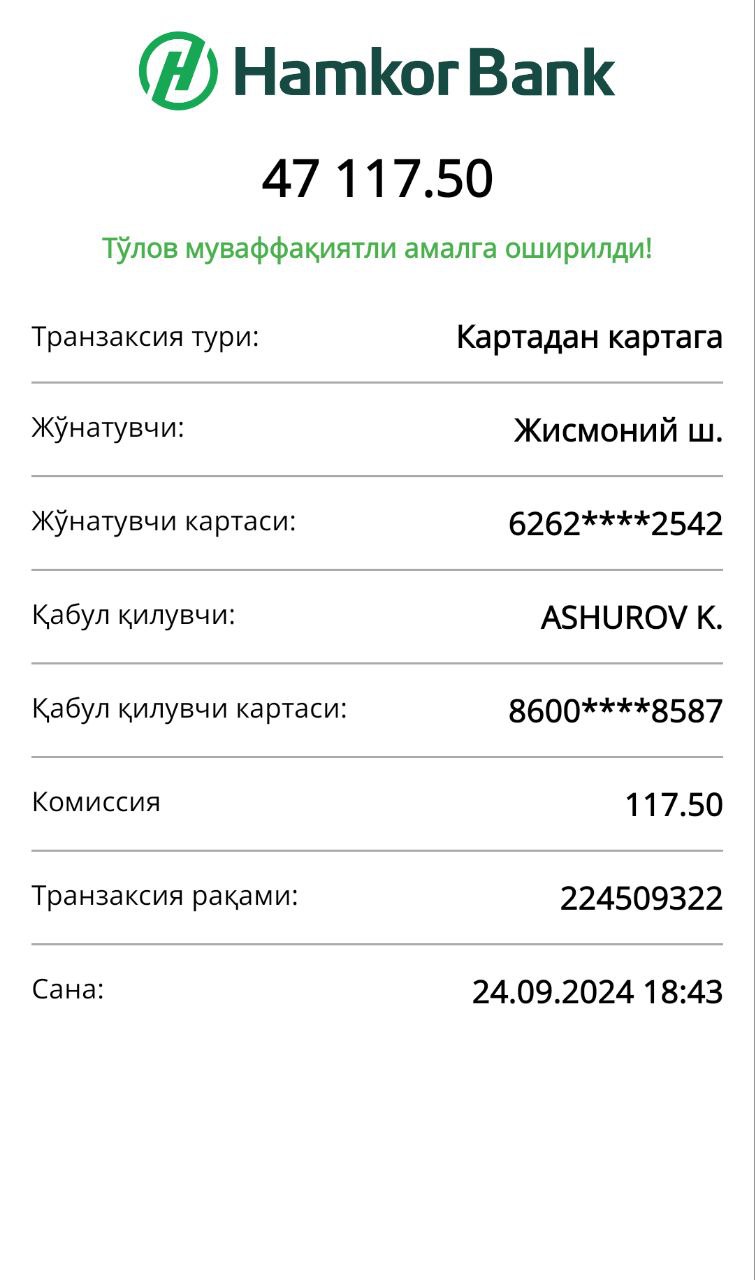 Hamkor Bank
47 117.50
Тўлов муваффақиятли амалга оширилди!
Транзаксия тури: Картадан картага
Жўнатувчи: Жисмоний ш.
Жўнатувчи картаси: 6262****2542
Қабул қилувчи: ASHUROV K.
Қабул қилувчи картаси: 8600****8587
Комиссия 117.50
Транзаксия рақами: 224509322
Сана: 24.09.2024 18:43